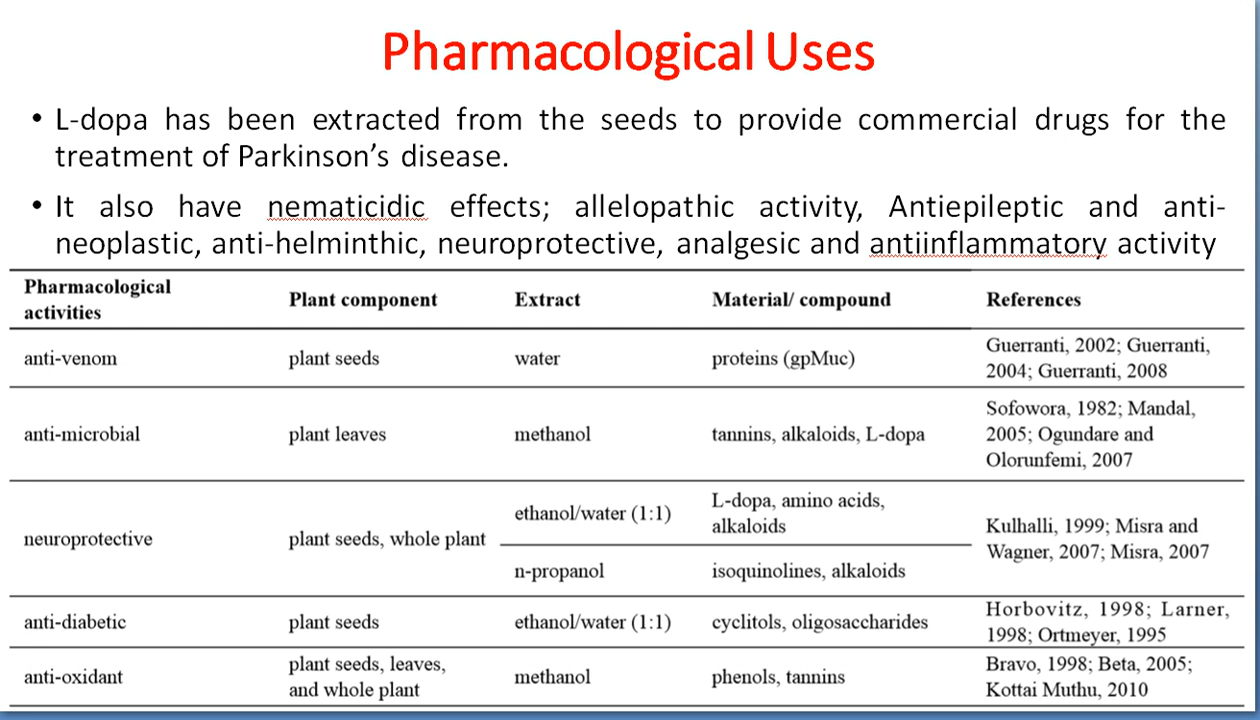 Pharmacological Uses
• L-dopa has been extracted from the seeds to provide commercial drugs for the
treatment of Parkinson’s disease.
• It also have nematicidic effects; allelopathic activity, Antiepileptic and anti-
neoplastic, anti-helminthic, neuroprotective, analgesic and antiinflammatory activity
Pharmacological
activities
Plant component
Extract
Material/ compound
References
anti-venom
plant seeds
water
proteins (gpMuc)
Guerranti, 2002; Guerranti,
2004; Guerranti, 2008
anti-microbial
plant leaves
methanol
tannins, alkaloids, L-dopa
Sofowora, 1982; Mandal,
2005; Ogundare and
Olorunfemi, 2007
neuroprotective
plant seeds, whole plant
ethanol/water (1:1)
L-dopa, amino acids,
alkaloids
n-propanol
isoquinolines, alkaloids
Kulhalli, 1999; Misra and
Wagner, 2007; Misra, 2007
anti-diabetic
plant seeds
ethanol/water (1:1)
cyclitols, oligosaccharides
Horbovitz, 1998; Larner,
1998; Ortmeyer, 1995
anti-oxidant
plant seeds, leaves,
and whole plant
methanol
phenols, tannins
Bravo, 1998; Beta, 2005;
Kottai Muthu, 2010